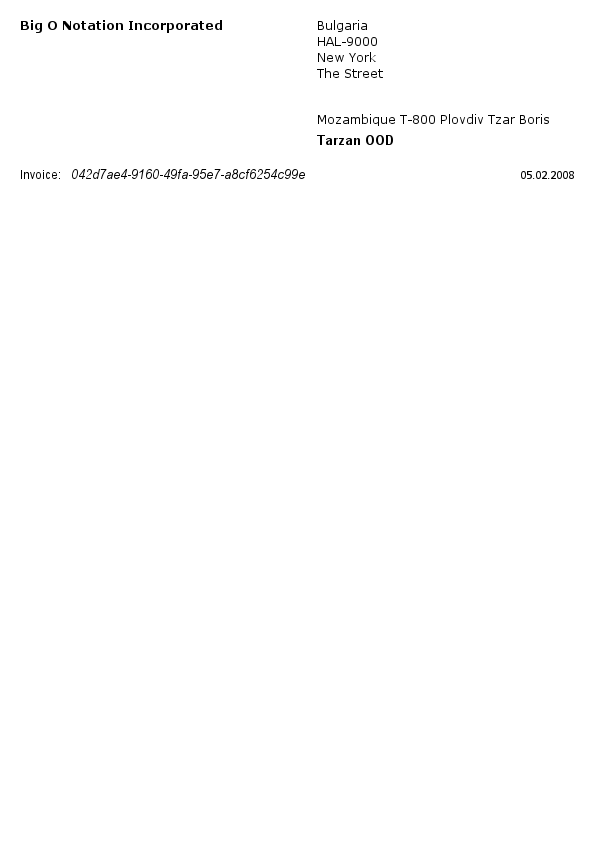 Big O Notation Incorporated
Bulgaria
HAL-9000
New York
The Street
Mozambique T-800 Plovdiv Tzar Boris
Tarzan OOD
Invoice: 042d7ae4-9160-49fa-95e7-a8cf6254c99e 05.02.2008